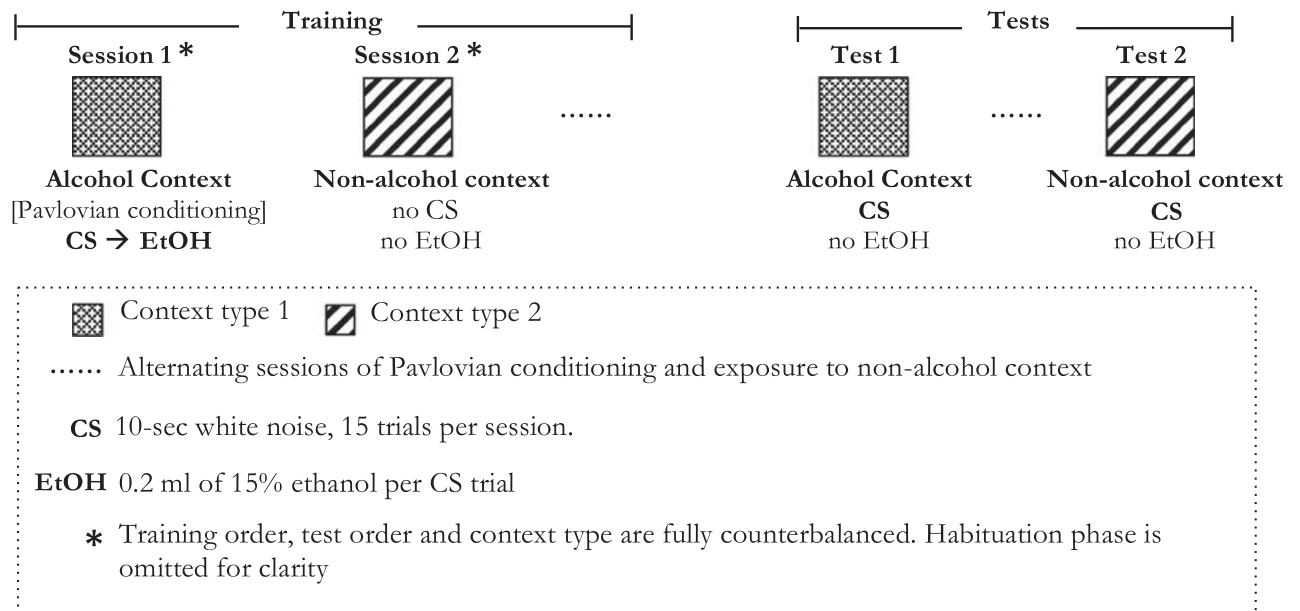 Training
Tests
Session 1 *
Session 2 *
Test 1
Test 2
......
......
Alcohol Context
Non-alcohol context
Alcohol Context
Non-alcohol context
[Pavlovian conditioning]
no CS
CS
CS
CS → EtOH
no EtOH
no EtOH
no EtOH
Context type 1
Context type 2
...... Alternating sessions of Pavlovian conditioning and exposure to non-alcohol context
CS 10-sec white noise, 15 trials per session.
EtOH 0.2 ml of 15% ethanol per CS trial
* Training order, test order and context type are fully counterbalanced. Habituation phase is
omitted for clarity